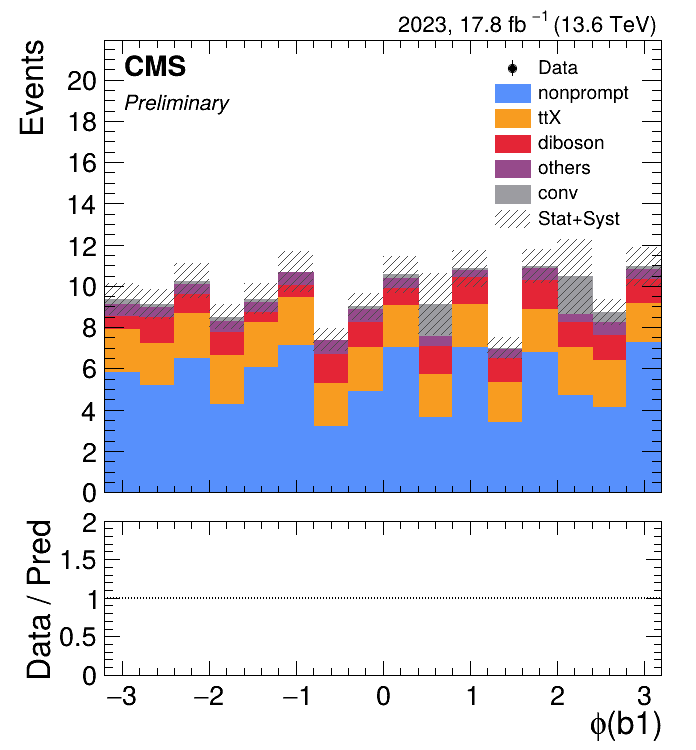 2023, 17.8 fb⁻¹ (13.6 TeV)
Events
CMS
Preliminary
Data
nonprompt
ttX
diboson
others
conv
Stat+Syst
20
18
16
14
12
10
8
6
4
2
0
Data / Pred
2
1.5
1
0.5
0
−3 −2 −1 0 1 2 3
ϕ(b1)